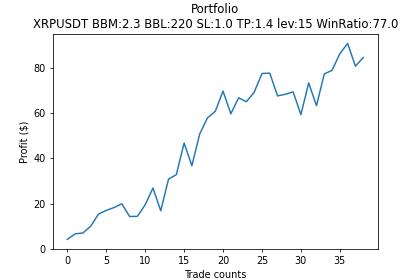 Portfolio
XRPUSDT BBM:2.3 BBL:220 SL:1.0 TP:1.4 lev:15 WinRatio:77.0
Profit ($)
80
60
40
20
0
0 5 10 15 20 25 30 35
Trade counts